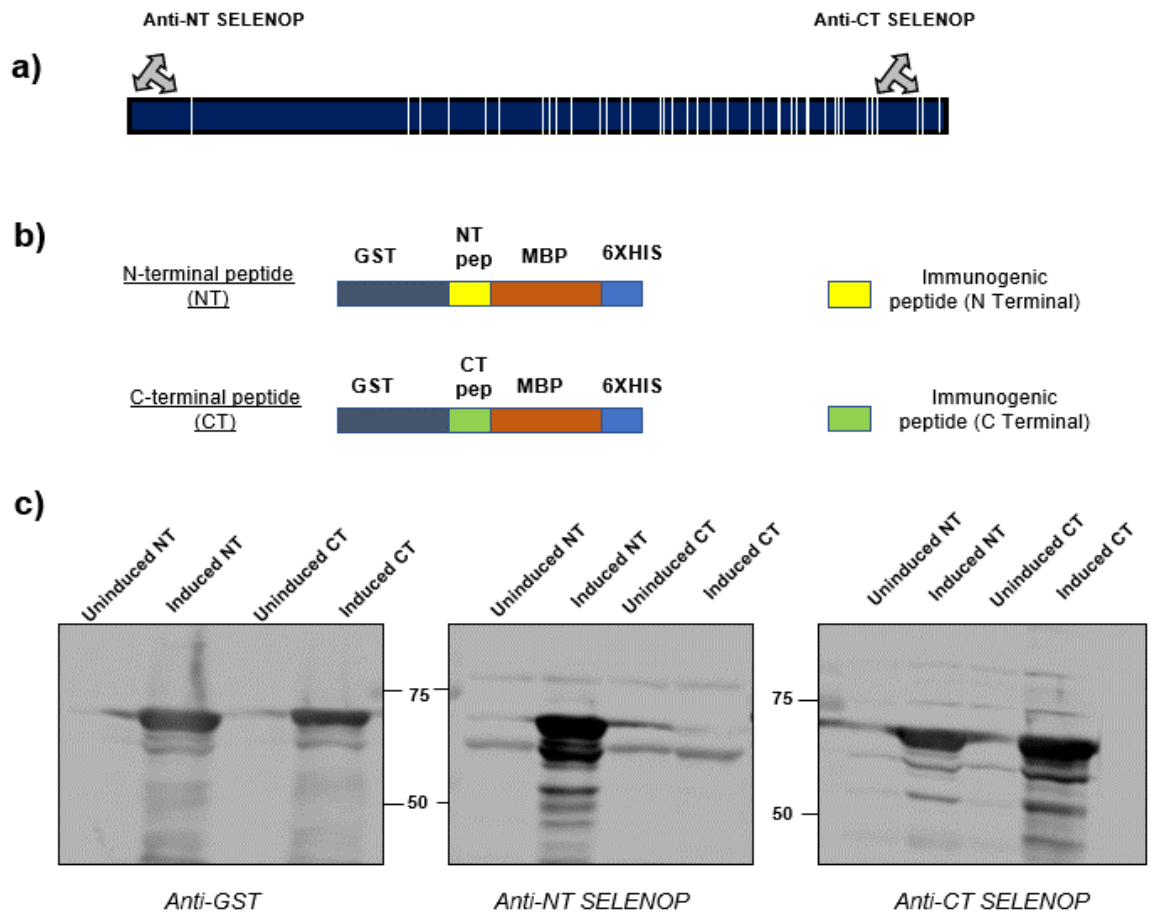 Anti-NT SELENOP
Anti-CT SELENOP
a)
b)
N-terminal peptide
(NT)
GST
NT
pep
MBP
6XHIS
Immunogenic
peptide (N Terminal)
C-terminal peptide
(CT)
GST
CT
pep
MBP
6XHIS
Immunogenic
peptide (C Terminal)
c)
Uninduced NT
Induced NT
Uninduced CT
Induced CT
Uninduced NT
Induced NT
Uninduced CT
Induced CT
Uninduced NT
Induced NT
Uninduced CT
Induced CT
75
50
75
50
Anti-GST
Anti-NT SELENOP
Anti-CT SELENOP